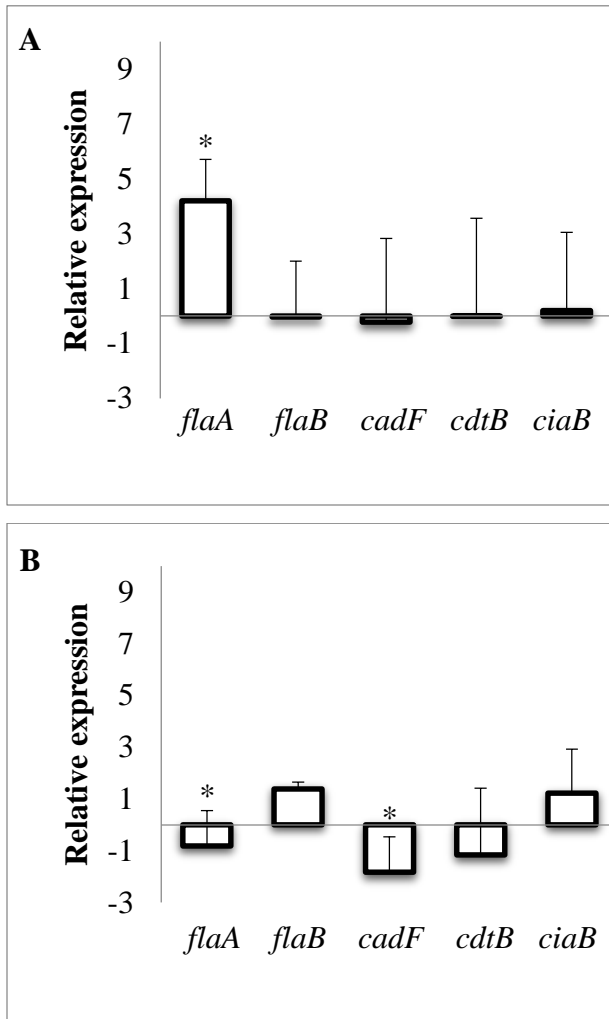 A
Relative expression
9
7
5
3
1
-1
-3
*
flaA flaB cadF cdtB ciaB
B
Relative expression
9
7
5
3
1
-1
-3
* *
flaA flaB cadF cdtB ciaB